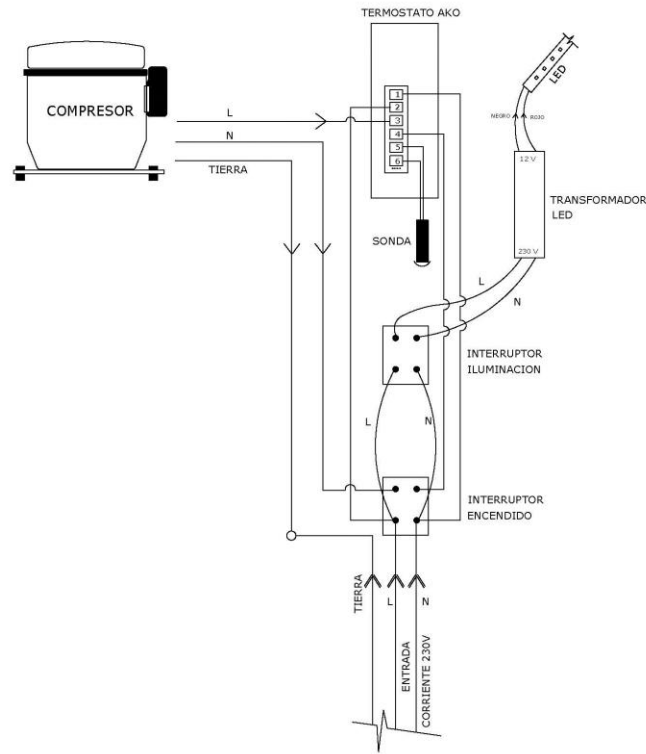 TERMOSTATO AKO
COMPRESOR
L
N
TIERRA
1
2
3
4
5
6
SONDA
LED
NEGRO
ROJO
12 V
TRANSFORMADOR
LED
230 V
L
N
INTERRUPTOR
ILUMINACION
L
N
INTERRUPTOR
ENCENDIDO
TIERRA
L
N
ENTRADA
CORRIENTE 230V